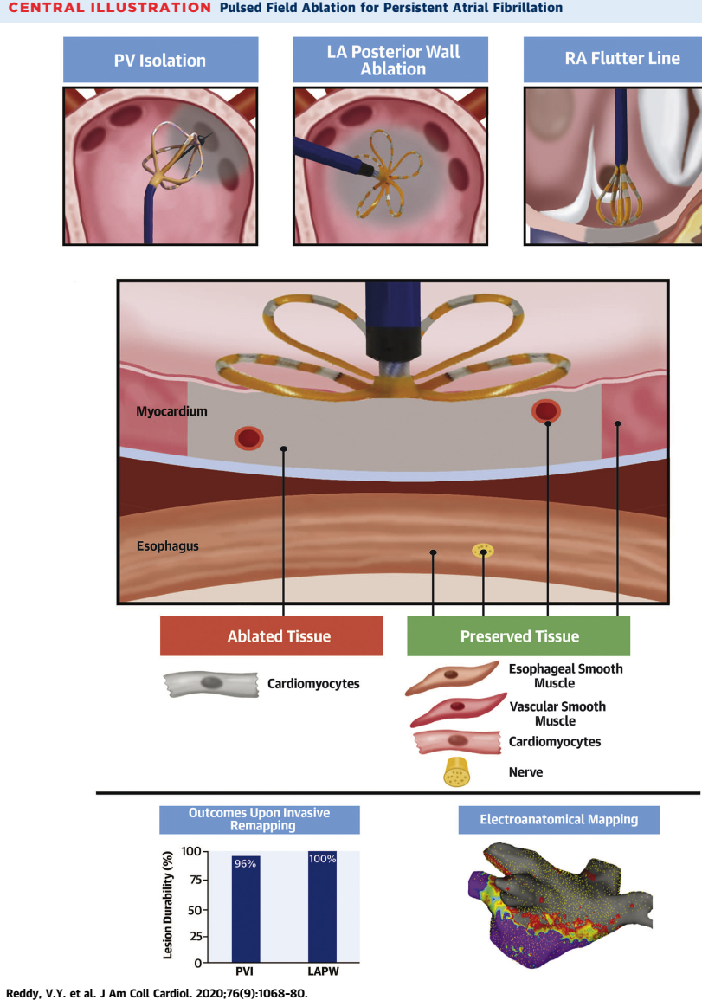 CENTRAL ILLUSTRATION Pulsed Field Ablation for Persistent Atrial Fibrillation
PV Isolation
LA Posterior Wall
Ablation
RA Flutter Line
Myocardium
Esophagus
Ablated Tissue
Cardiomyocytes
Preserved Tissue
Esophageal Smooth
Muscle
Vascular Smooth
Muscle
Cardiomyocytes
Nerve
Outcomes Upon Invasive
Remapping
Lesion Durability (%)
100
75
50
25
0
96%
100%
PVI
LAPW
Electroanatomical Mapping
Reddy, V.Y. et al. J Am Coll Cardiol. 2020;76(9):1068–80.